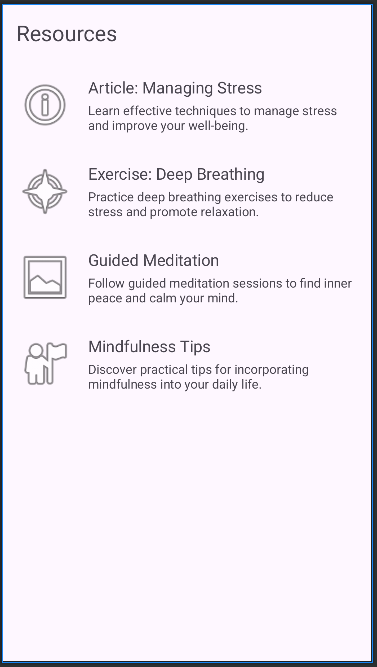 Resources
Article: Managing Stress
Learn effective techniques to manage stress
and improve your well-being.
Exercise: Deep Breathing
Practice deep breathing exercises to reduce
stress and promote relaxation.
Guided Meditation
Follow guided meditation sessions to find inner
peace and calm your mind.
Mindfulness Tips
Discover practical tips for incorporating
mindfulness into your daily life.